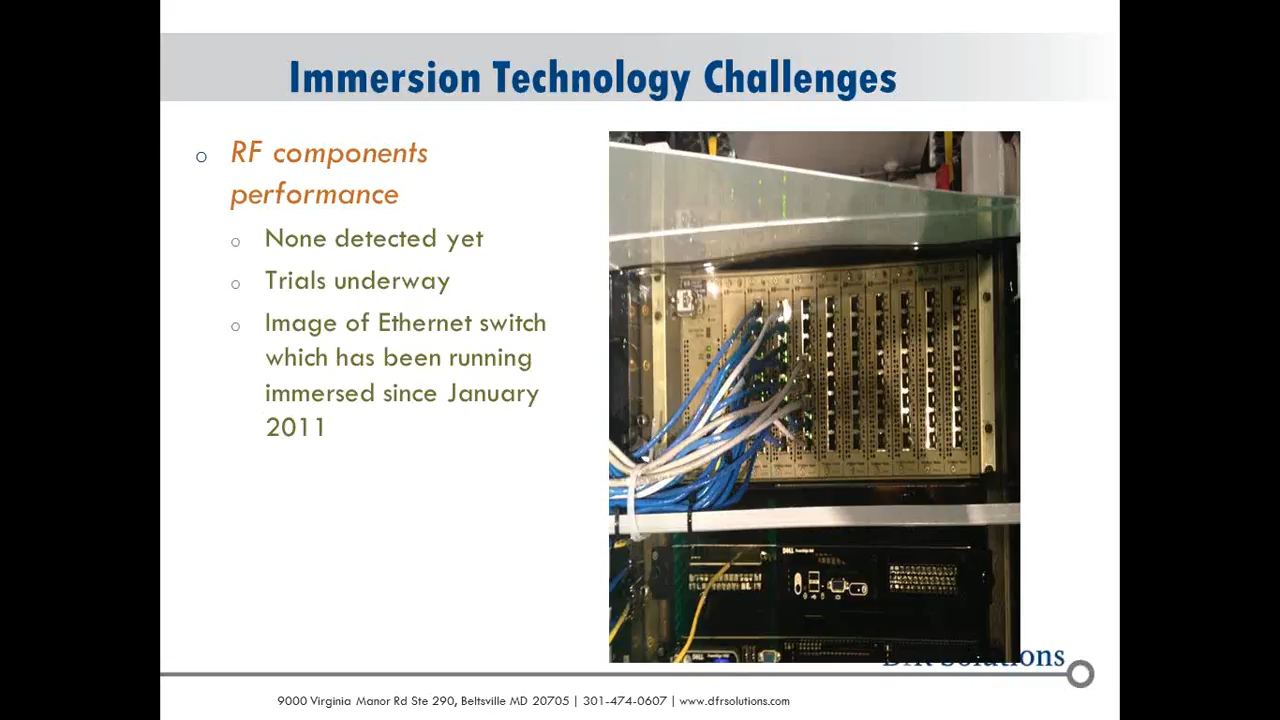 Immersion Technology Challenges
o RF components
performance
o None detected yet
o Trials underway
o Image of Ethernet switch
which has been running
immersed since January
2011
DELL
DELL
Solutions
9000 Virginia Manor Rd Ste 290, Beltsville MD 20705 | 301-474-0607 | www.dfrsolutions.com